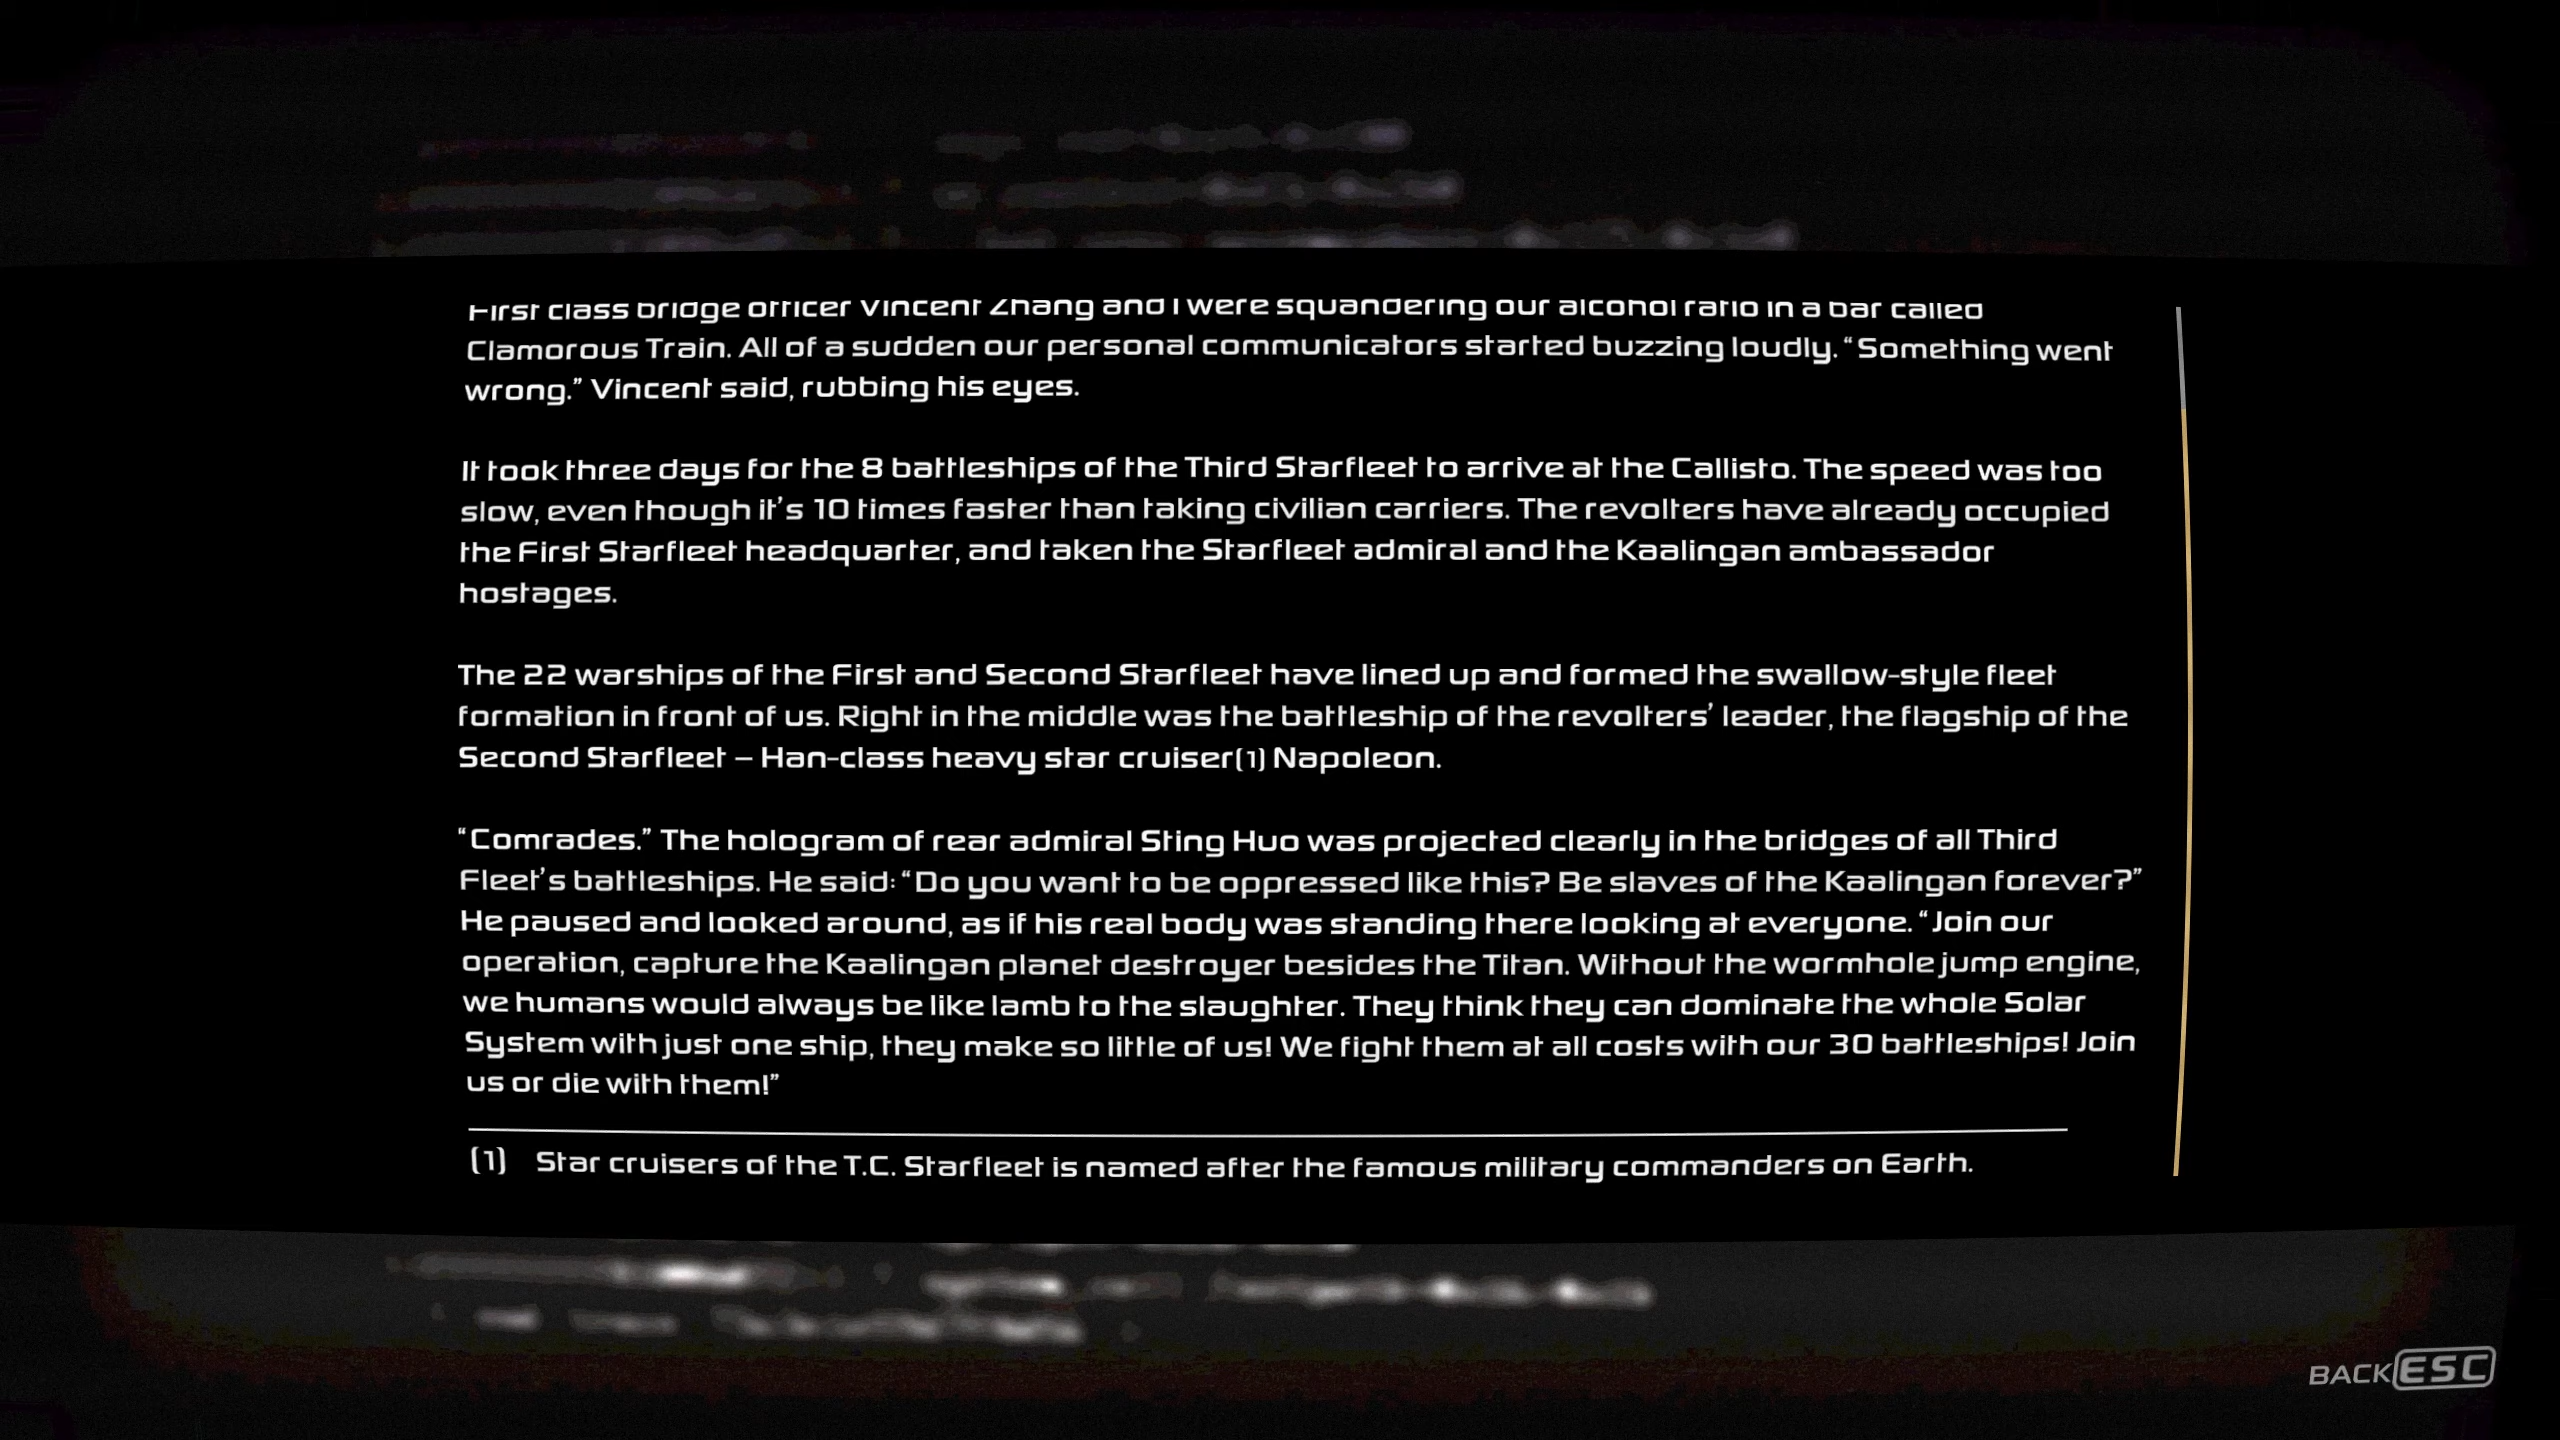 First class bridge officer Vincent Zhang and I were squandering our alcohol ratio in a bar called
Clamorous Train. All of a sudden our personal communicators started buzzing loudly. “Something went
wrong.” Vincent said, rubbing his eyes.
It took three days for the 8 battleships of the Third Starfleet to arrive at the Callisto. The speed was too
slow, even though it’s 10 times faster than taking civilian carriers. The revolters have already occupied
the First Starfleet headquarter, and taken the Starfleet admiral and the Kaalingan ambassador
hostages.
The 22 warships of the First and Second Starfleet have lined up and formed the swallow-style fleet
formation in front of us. Right in the middle was the battleship of the revolters’ leader, the flagship of the
Second Starfleet – Han-class heavy star cruiser(1) Napoleon.
“Comrades.” The hologram of rear admiral Sting Huo was projected clearly in the bridges of all Third
Fleet’s battleships. He said: “Do you want to be oppressed like this? Be slaves of the Kaalingan forever?”
He paused and looked around, as if his real body was standing there looking at everyone. “Join our
operation, capture the Kaalingan planet destroyer besides the Titan. Without the wormhole jump engine,
we humans would always be like lamb to the slaughter. They think they can dominate the whole Solar
System with just one ship, they make so little of us! We fight them at all costs with our 30 battleships! Join
us or die with them!”
(1) Star cruisers of the T.C. Starfleet is named after the famous military commanders on Earth.
BACK ESC